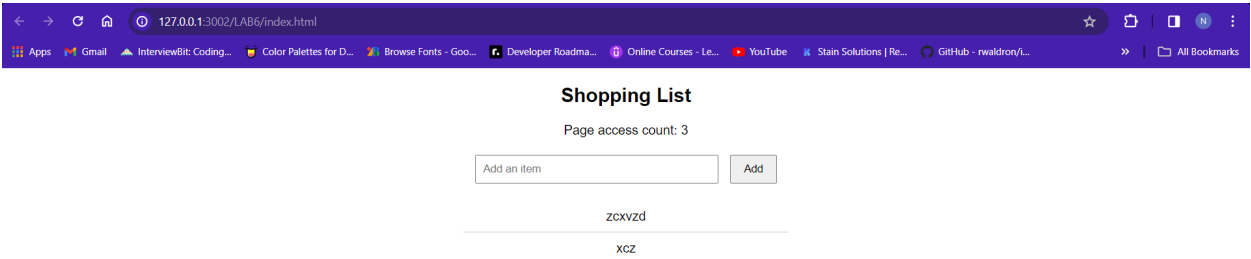 127.0.0.1:3002/LAB6/index.html
N
Apps Gmail InterviewBit: Coding... Color Palettes for D... Browse Fonts - Goo... Developer Roadma... Online Courses - Le... YouTube Stain Solutions | Re... GitHub - rwaldron/i... » All Bookmarks
Shopping List
Page access count: 3
Add an item Add
zcxvzd
xcz